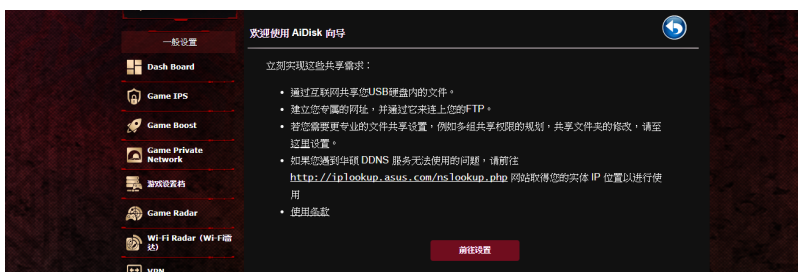 一般设置
Dash Board
Game IPS
Game Boost
Game Private
Network
游戏设置档
Game Radar
Wi-Fi Radar (Wi-Fi雷
达)
VPN
欢迎使用 AiDisk 向导
立刻实现这些共享需求：
• 通过互联网共享您USB硬盘内的文件。
• 建立您专属的网址，并通过它来连上您的FTP。
• 若您需要更专业的文件共享设置，例如多组共享权限的规划，共享文件夹的修改，请至
这里设置。
• 如果您遇到华硕 DDNS 服务无法使用的问题，请前往
http://iplookup.asus.com/nslookup.php 网站取得您的实体 IP 位置以进行使
用
• 使用条款
前往设置